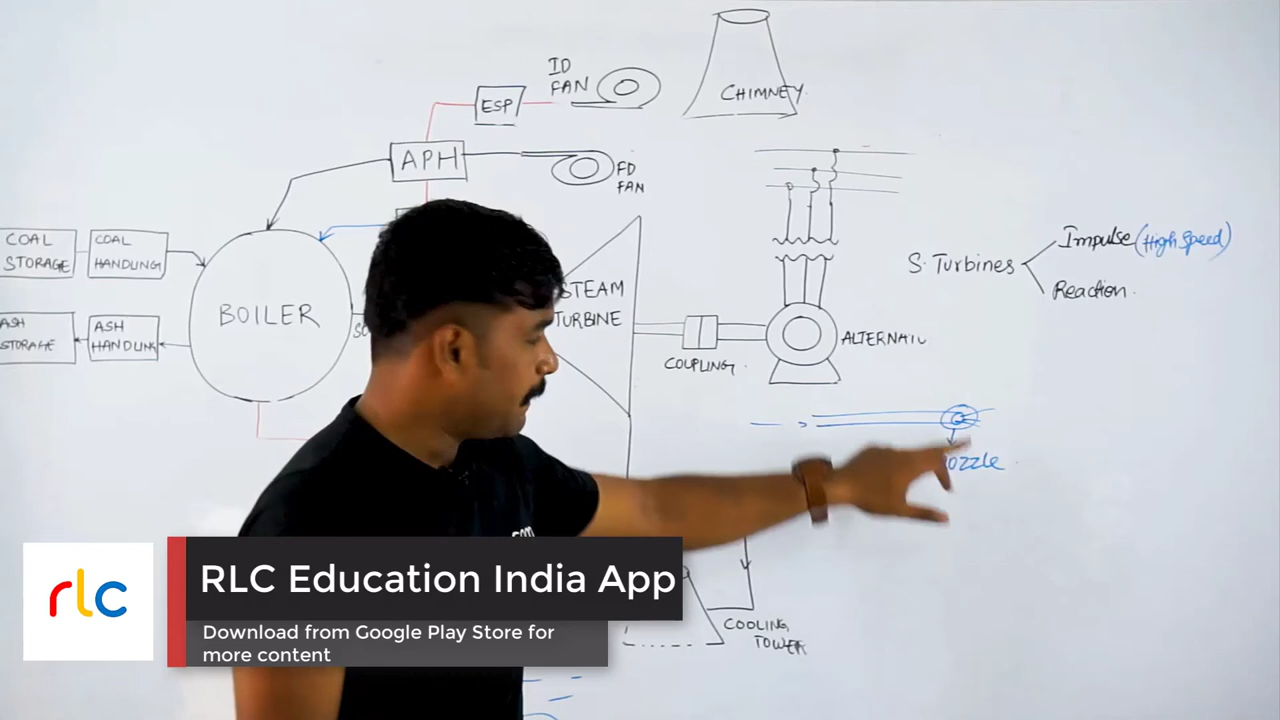 ID
FAN
ESP
CHIMNEY
APH
FD
FAN
COAL
STORAGE
COAL
HANDLING
BOILER
ASH
STORAGE
ASH
HANDLING
STEAM
TURBINE
COUPLING
S. Turbines
Impulse (High Speed)
Reaction
COOLING
TOWER
rlc
RLC Education India App
Download from Google Play Store for
more content